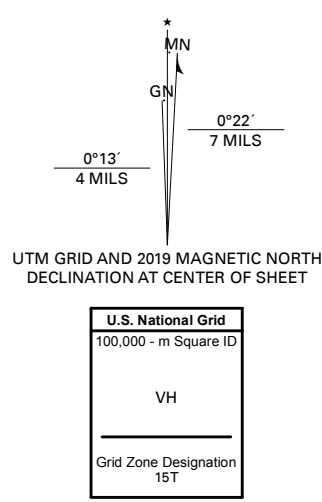 ★
MN
GN
0°22´
7 MILS
0°13´
4 MILS
UTM GRID AND 2019 MAGNETIC NORTH
DECLINATION AT CENTER OF SHEET
U.S. National Grid
100,000 - m Square ID
VH
Grid Zone Designation
15T